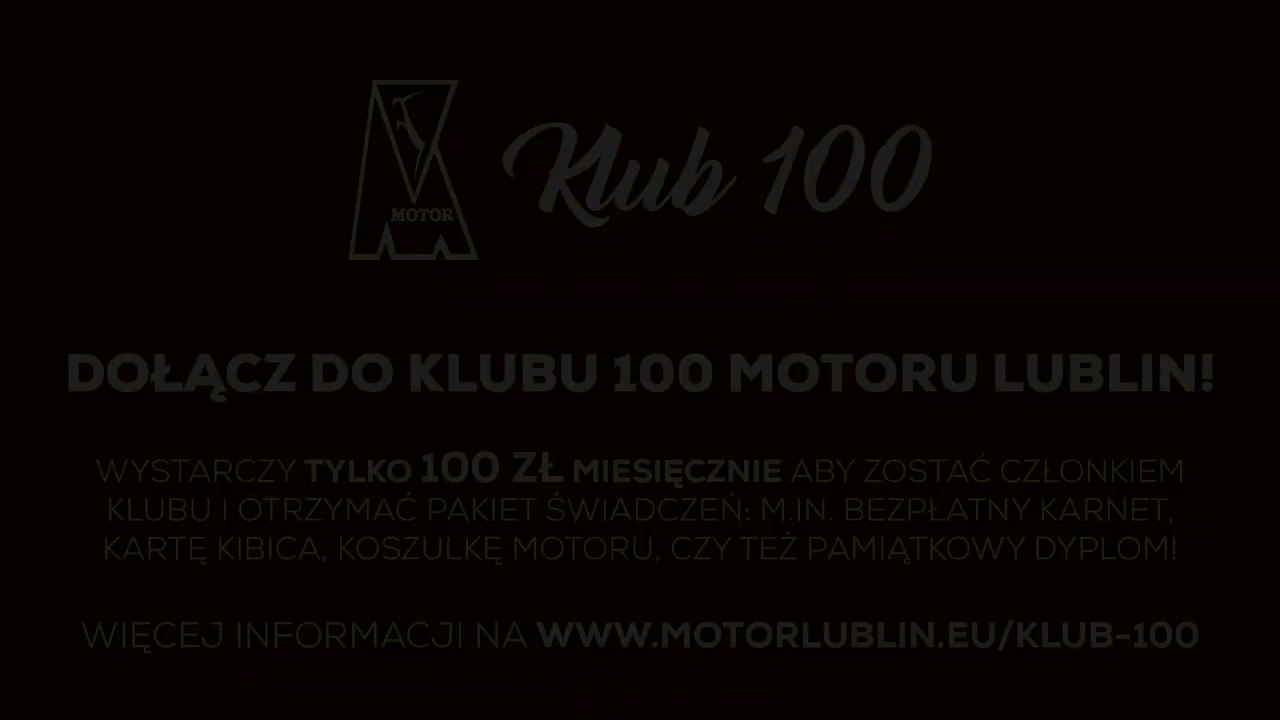 MOTOR
Klub 100
DOŁĄCZ DO KLUBU 100 MOTORU LUBLIN!
WYSTARCZY TYLKO 100 ZŁ MIESIĘCZNIE ABY ZOSTAĆ CZŁONKIEM
KLUBU I OTRZYMAĆ PAKIET ŚWIADCZEŃ: M.IN. BEZPŁATNY KARNET,
KARTĘ KIBICA, KOSZULKĘ MOTORU, CZY TEŻ PAMIĄTKOWY DYPLOM!
WIĘCEJ INFORMACJI NA WWW.MOTORLUBLIN.EU/KLUB-100